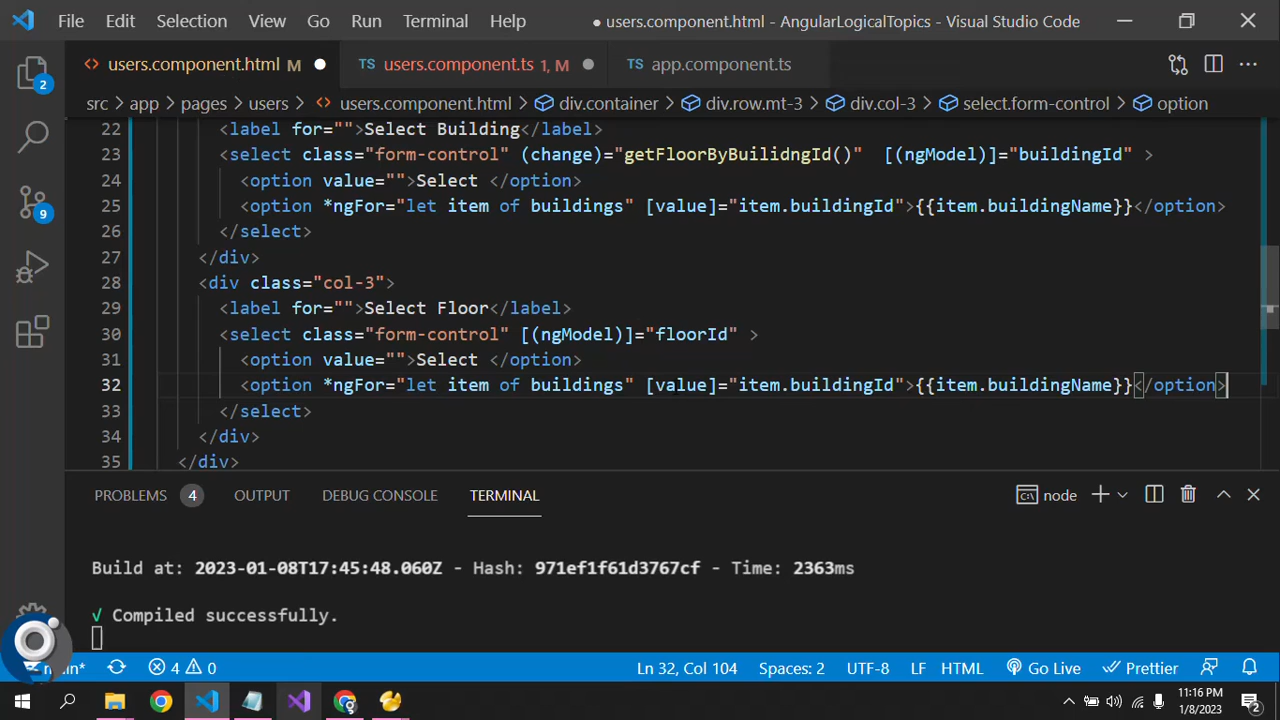 File Edit Selection View Go Run Terminal Help ● users.component.html - AngularLogicalTopics - Visual Studio Code
<> users.component.html M ● TS users.component.ts 1, M ● TS app.component.ts
src > app > pages > users > <> users.component.html > div.container > div.row.mt-3 > div.col-3 > select.form-control > option
22 <label for="">Select Building</label>
23 <select class="form-control" (change)="getFloorByBuilidngId()"  [(ngModel)]="buildingId" >
24 <option value="">Select </option>
25 <option *ngFor="let item of buildings" [value]="item.buildingId">{{item.buildingName}}</option>
26 </select>
27 </div>
28 <div class="col-3">
29 <label for="">Select Floor</label>
30 <select class="form-control" [(ngModel)]="floorId" >
31 <option value="">Select </option>
32 <option *ngFor="let item of buildings" [value]="item.buildingId">{{item.buildingName}}</option>
33 </select>
34 </div>
35 </div>
2
9
PROBLEMS 4 OUTPUT DEBUG CONSOLE TERMINAL node
Build at: 2023-01-08T17:45:48.060Z - Hash: 971ef1f61d3767cf - Time: 2363ms
√ Compiled successfully.
main* 4 0 Ln 32, Col 104 Spaces: 2 UTF-8 LF HTML Go Live Prettier
11:16 PM
1/8/2023
2